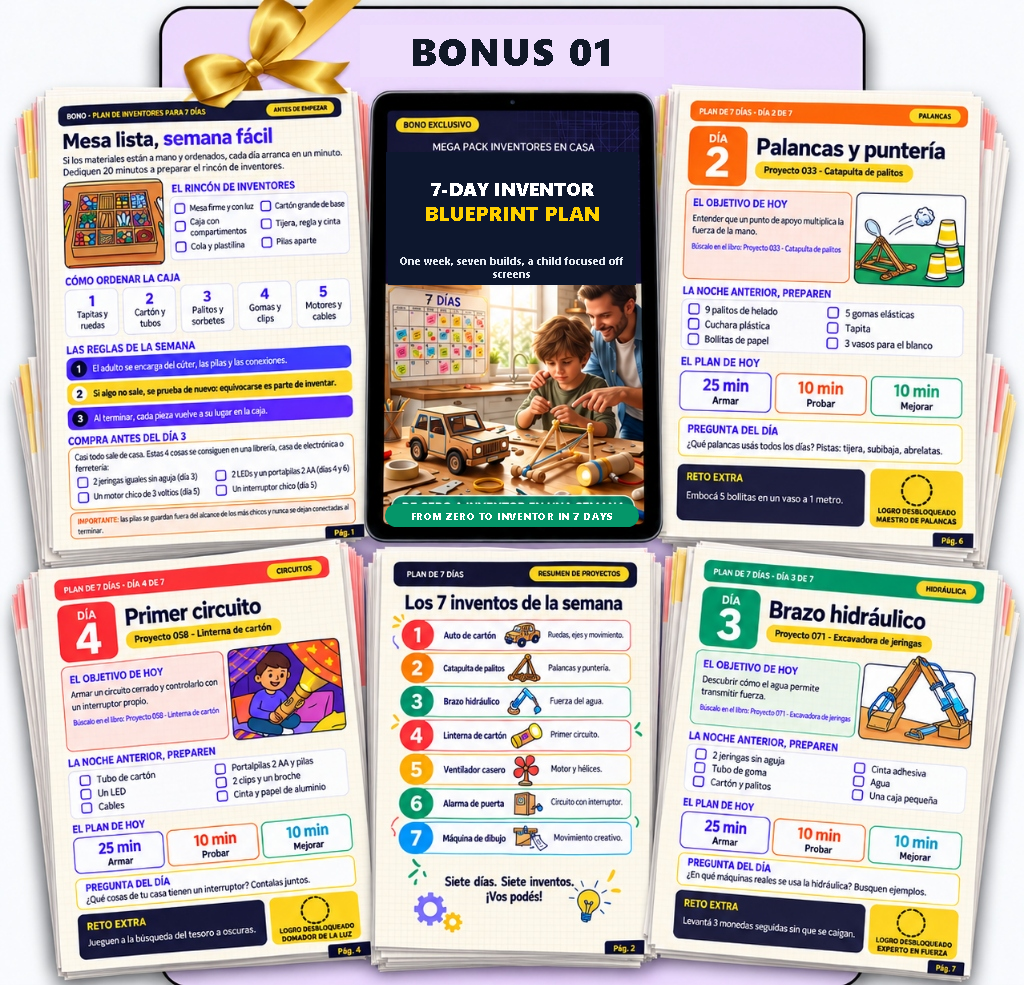 BONUS 01
BONO - PLAN DE INVENTORES PARA 7 DÍAS
ANTES DE EMPEZAR
Mesa lista, semana fácil
Si los materiales están a mano y ordenados, cada día arranca en un minuto.
Dediquen 20 minutos a preparar el rincón de inventores.
EL RINCÓN DE INVENTORES
Mesa firme y con luz
Cartón grande de base
Caja con
compartimentos
Tijera, regla y cinta
Cola y plastilina
Pilas aparte
CÓMO ORDENAR LA CAJA
1
Tapitas y
ruedas
2
Cartón y
tubos
3
Palitos y
sorbetes
4
Gomas y
clips
5
Motores y
cables
LAS REGLAS DE LA SEMANA
1 El adulto se encarga del cúter, las pilas y las conexiones.
2 Si algo no sale, se prueba de nuevo: equivocarse es parte de inventar.
3 Al terminar, cada pieza vuelve a su lugar en la caja.
COMPRA ANTES DEL DÍA 3
Casi todo sale de casa. Estas 4 cosas se consiguen en una librería, casa de electrónica o
ferretería:
2 jeringas iguales sin aguja (día 3)
2 LEDs y un portapilas 2 AA (días 4 y 6)
Un motor chico de 3 voltios (día 5)
Un interruptor chico (día 5)
IMPORTANTE: las pilas se guardan fuera del alcance de los más chicos y nunca se dejan conectadas al
terminar.
Pág. 1
BONO EXCLUSIVO
MEGA PACK INVENTORES EN CASA
7-DAY INVENTOR
BLUEPRINT PLAN
One week, seven builds, a child focused off
screens
7 DÍAS
FROM ZERO TO INVENTOR IN 7 DAYS
PLAN DE 7 DÍAS - DÍA 2 DE 7
PALANCAS
DÍA
2
Palancas y puntería
Proyecto 033 - Catapulta de palitos
EL OBJETIVO DE HOY
Entender que un punto de apoyo multiplica la
fuerza de la mano.
Búscalo en el libro: Proyecto 033 - Catapulta de palitos
LA NOCHE ANTERIOR, PREPAREN
9 palitos de helado
5 gomas elásticas
Cuchara plástica
Tapita
Bollitas de papel
3 vasos para el blanco
EL PLAN DE HOY
25 min
Armar
10 min
Probar
10 min
Mejorar
PREGUNTA DEL DÍA
¿Qué palancas usás todos los días? Pistas: tijera, subibaja, abrelatas.
RETO EXTRA
Embocá 5 bollitas en un vaso a 1 metro.
LOGRO DESBLOQUEADO
MAESTRO DE PALANCAS
Pág. 6
PLAN DE 7 DÍAS - DÍA 4 DE 7
CIRCUITOS
DÍA
4
Primer circuito
Proyecto 058 - Linterna de cartón
EL OBJETIVO DE HOY
Armar un circuito cerrado y controlarlo con
un interruptor propio.
Búscalo en el libro: Proyecto 058 - Linterna de cartón
LA NOCHE ANTERIOR, PREPAREN
Tubo de cartón
Portapilas 2 AA y pilas
Un LED
2 clips y un broche
Cables
Cinta y papel de aluminio
EL PLAN DE HOY
25 min
Armar
10 min
Probar
10 min
Mejorar
PREGUNTA DEL DÍA
¿Qué cosas de tu casa tienen un interruptor? Contalas juntos.
RETO EXTRA
Jueguen a la búsqueda del tesoro a oscuras.
LOGRO DESBLOQUEADO
DOMADOR DE LA LUZ
Pág. 4
PLAN DE 7 DÍAS
RESUMEN DE PROYECTOS
Los 7 inventos de la semana
1 Auto de cartón Ruedas, ejes y movimiento.
2 Catapulta de palitos Palancas y puntería.
3 Brazo hidráulico Fuerza del agua.
4 Linterna de cartón Primer circuito.
5 Ventilador casero Motor y hélices.
6 Alarma de puerta Circuito con interruptor.
7 Máquina de dibujo Movimiento creativo.
Siete días. Siete inventos.
¡Vos podés!
Pág. 2
PLAN DE 7 DÍAS - DÍA 3 DE 7
HIDRÁULICA
DÍA
3
Brazo hidráulico
Proyecto 071 - Excavadora de jeringas
EL OBJETIVO DE HOY
Descubrir cómo el agua permite
transmitir fuerza.
Búscalo en el libro: Proyecto 071 - Excavadora de jeringas
LA NOCHE ANTERIOR, PREPAREN
2 jeringas sin aguja
Cinta adhesiva
Tubo de goma
Agua
Cartón y palitos
Una caja pequeña
EL PLAN DE HOY
25 min
Armar
10 min
Probar
10 min
Mejorar
PREGUNTA DEL DÍA
¿En qué máquinas reales se usa la hidráulica? Busquen ejemplos.
RETO EXTRA
Levantá 3 monedas seguidas sin que se caigan.
LOGRO DESBLOQUEADO
EXPERTO EN FUERZA
Pág. 7